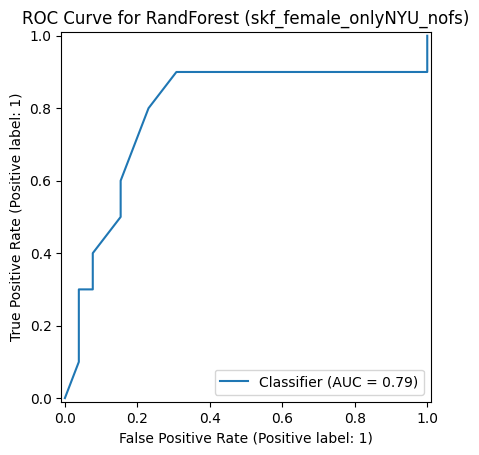 ROC Curve for RandForest (skf_female_onlyNYU_nofs)
1.0
0.8
0.6
0.4
0.2
0.0
True Positive Rate (Positive label: 1)
Classifier (AUC = 0.79)
0.0 0.2 0.4 0.6 0.8 1.0
False Positive Rate (Positive label: 1)